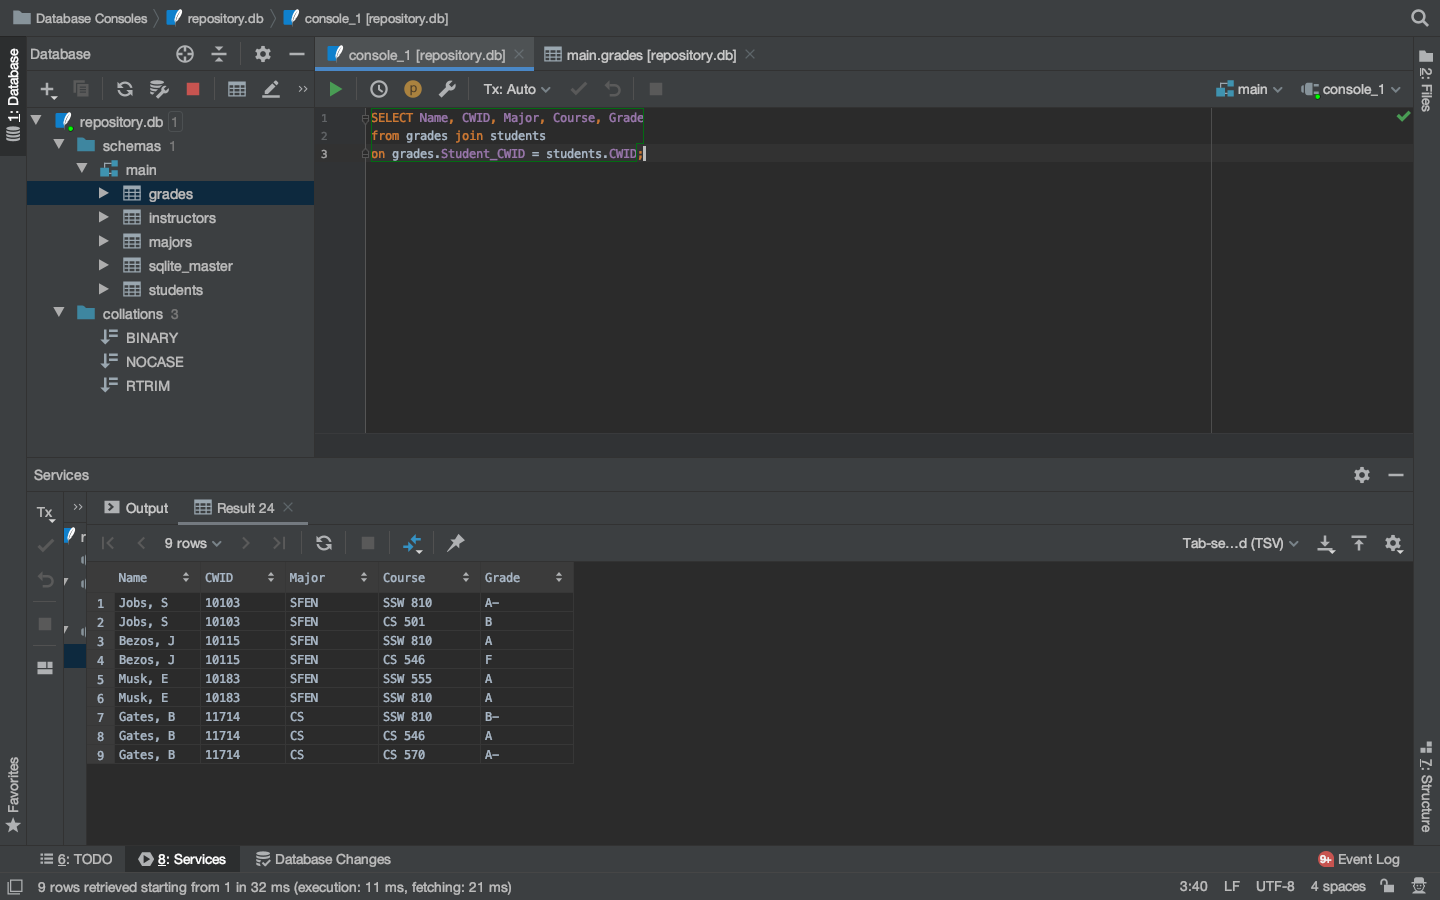 Database Consoles repository.db console_1 [repository.db]
1: Database
Database
console_1 [repository.db] main.grades [repository.db]
Tx: Auto main console_1
2: Files
repository.db 1
schemas 1
main
grades
instructors
majors
sqlite_master
students
collations 3
BINARY
NOCASE
RTRIM
1 SELECT Name, CWID, Major, Course, Grade
2 from grades join students
3 on grades.Student_CWID = students.CWID;
Services
Tx
Output Result 24
9 rows Tab-se...d (TSV)
Name CWID Major Course Grade
1 Jobs, S 10103 SFEN SSW 810 A-
2 Jobs, S 10103 SFEN CS 501 B
3 Bezos, J 10115 SFEN SSW 810 A
4 Bezos, J 10115 SFEN CS 546 F
5 Musk, E 10183 SFEN SSW 555 A
6 Musk, E 10183 SFEN SSW 810 A
7 Gates, B 11714 CS SSW 810 B-
8 Gates, B 11714 CS CS 546 A
9 Gates, B 11714 CS CS 570 A-
Favorites
7: Structure
6: TODO 8: Services Database Changes 9+ Event Log
9 rows retrieved starting from 1 in 32 ms (execution: 11 ms, fetching: 21 ms) 3:40 LF UTF-8 4 spaces